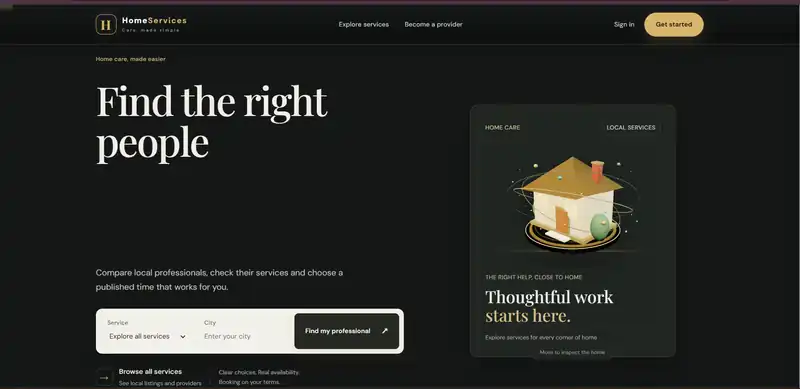 H
HomeServices
Care, made simple
Explore services
Become a provider
Sign in
Get started
Home care, made easier
Find the right
people
Compare local professionals, check their services and choose a
published time that works for you.
Service
Explore all services
City
Enter your city
Find my professional
Browse all services
See local listings and providers
Clear choices. Real availability.
Booking on your terms.
HOME CARE
LOCAL SERVICES
THE RIGHT HELP, CLOSE TO HOME
Thoughtful work
starts here.
Explore services for every corner of home
Move to inspect the home